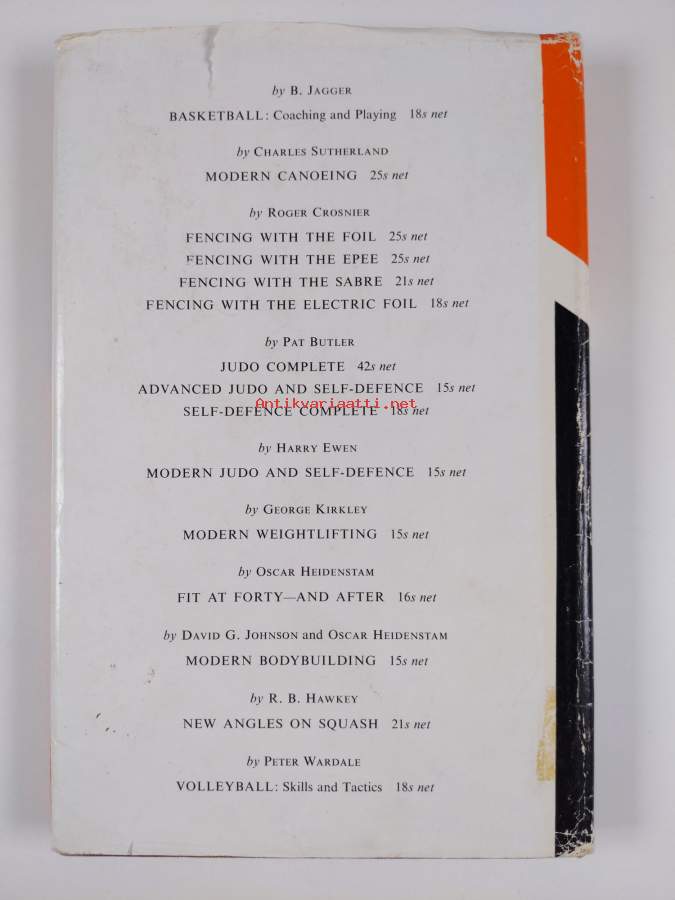 by B. JAGGER
BASKETBALL: Coaching and Playing 18s net
by CHARLES SUTHERLAND
MODERN CANOEING 25s net
by ROGER CROSNIER
FENCING WITH THE FOIL 25s net
FENCING WITH THE EPEE 25s net
FENCING WITH THE SABRE 21s net
FENCING WITH THE ELECTRIC FOIL 18s net
by PAT BUTLER
JUDO COMPLETE 42s net
ADVANCED JUDO AND SELF-DEFENCE 15s net
Antikvariaatti.net
SELF-DEFENCE COMPLETE 18s net
by HARRY EWEN
MODERN JUDO AND SELF-DEFENCE 15s net
by GEORGE KIRKLEY
MODERN WEIGHTLIFTING 15s net
by OSCAR HEIDENSTAM
FIT AT FORTY—AND AFTER 16s net
by DAVID G. JOHNSON and OSCAR HEIDENSTAM
MODERN BODYBUILDING 15s net
by R. B. HAWKEY
NEW ANGLES ON SQUASH 21s net
by PETER WARDALE
VOLLEYBALL: Skills and Tactics 18s net